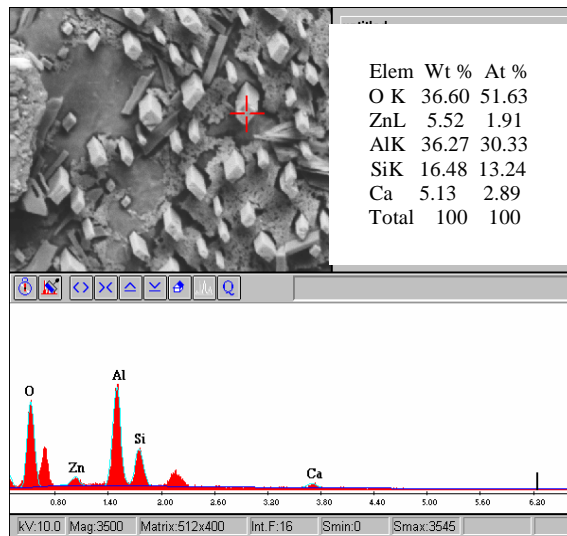 Elem Wt % At %
O K 36.60 51.63
ZnL 5.52 1.91
AlK 36.27 30.33
SiK 16.48 13.24
Ca 5.13 2.89
Total 100 100
Q
O
Al
Si
Zn
Ca
0.80 1.40 2.00 2.60 3.20 3.80 4.40 5.00 5.60 6.20
kV:10.0 Mag:3500 Matrix:512x400 Int.F:16 Smin:0 Smax:3545